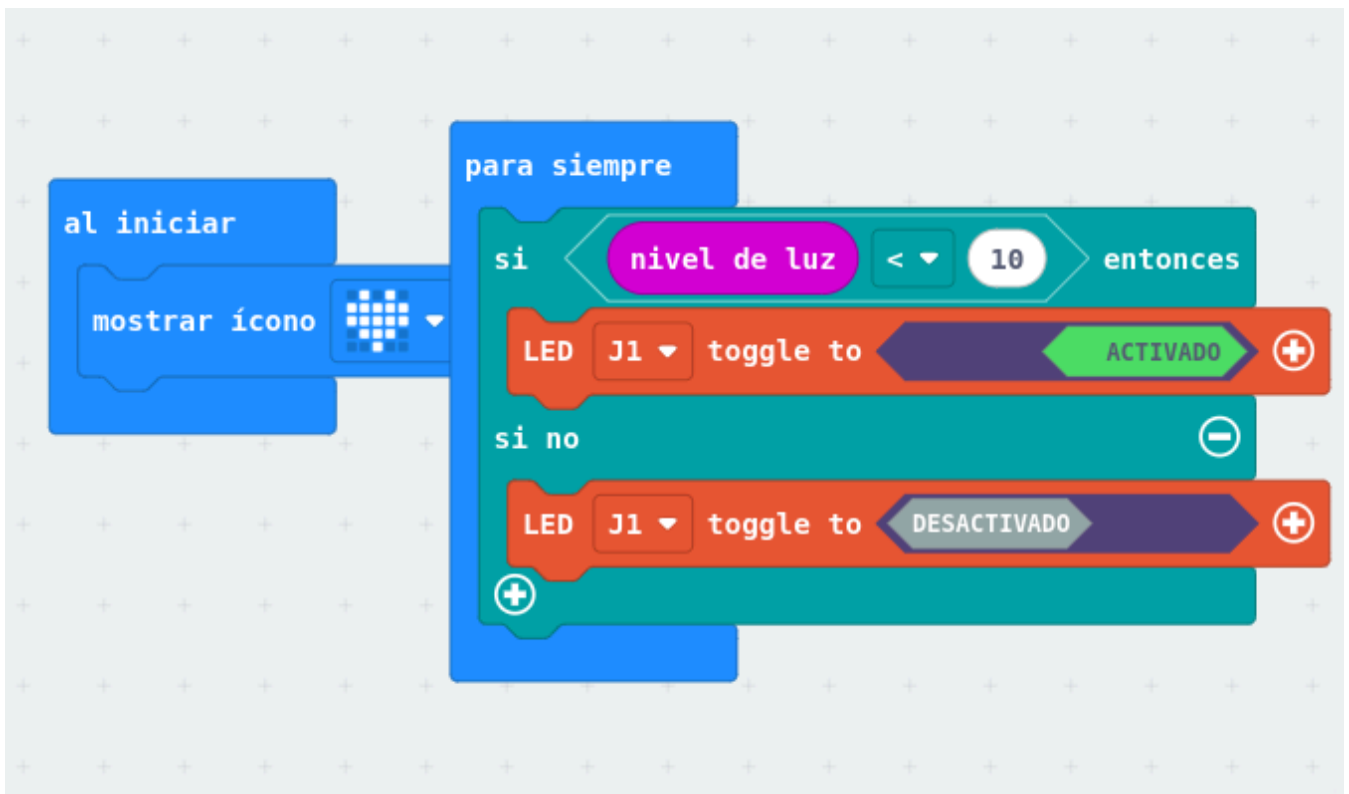 al iniciar
mostrar ícono
para siempre
si nivel de luz < 10 entonces
LED J1 toggle to ACTIVADO
si no
LED J1 toggle to DESACTIVADO